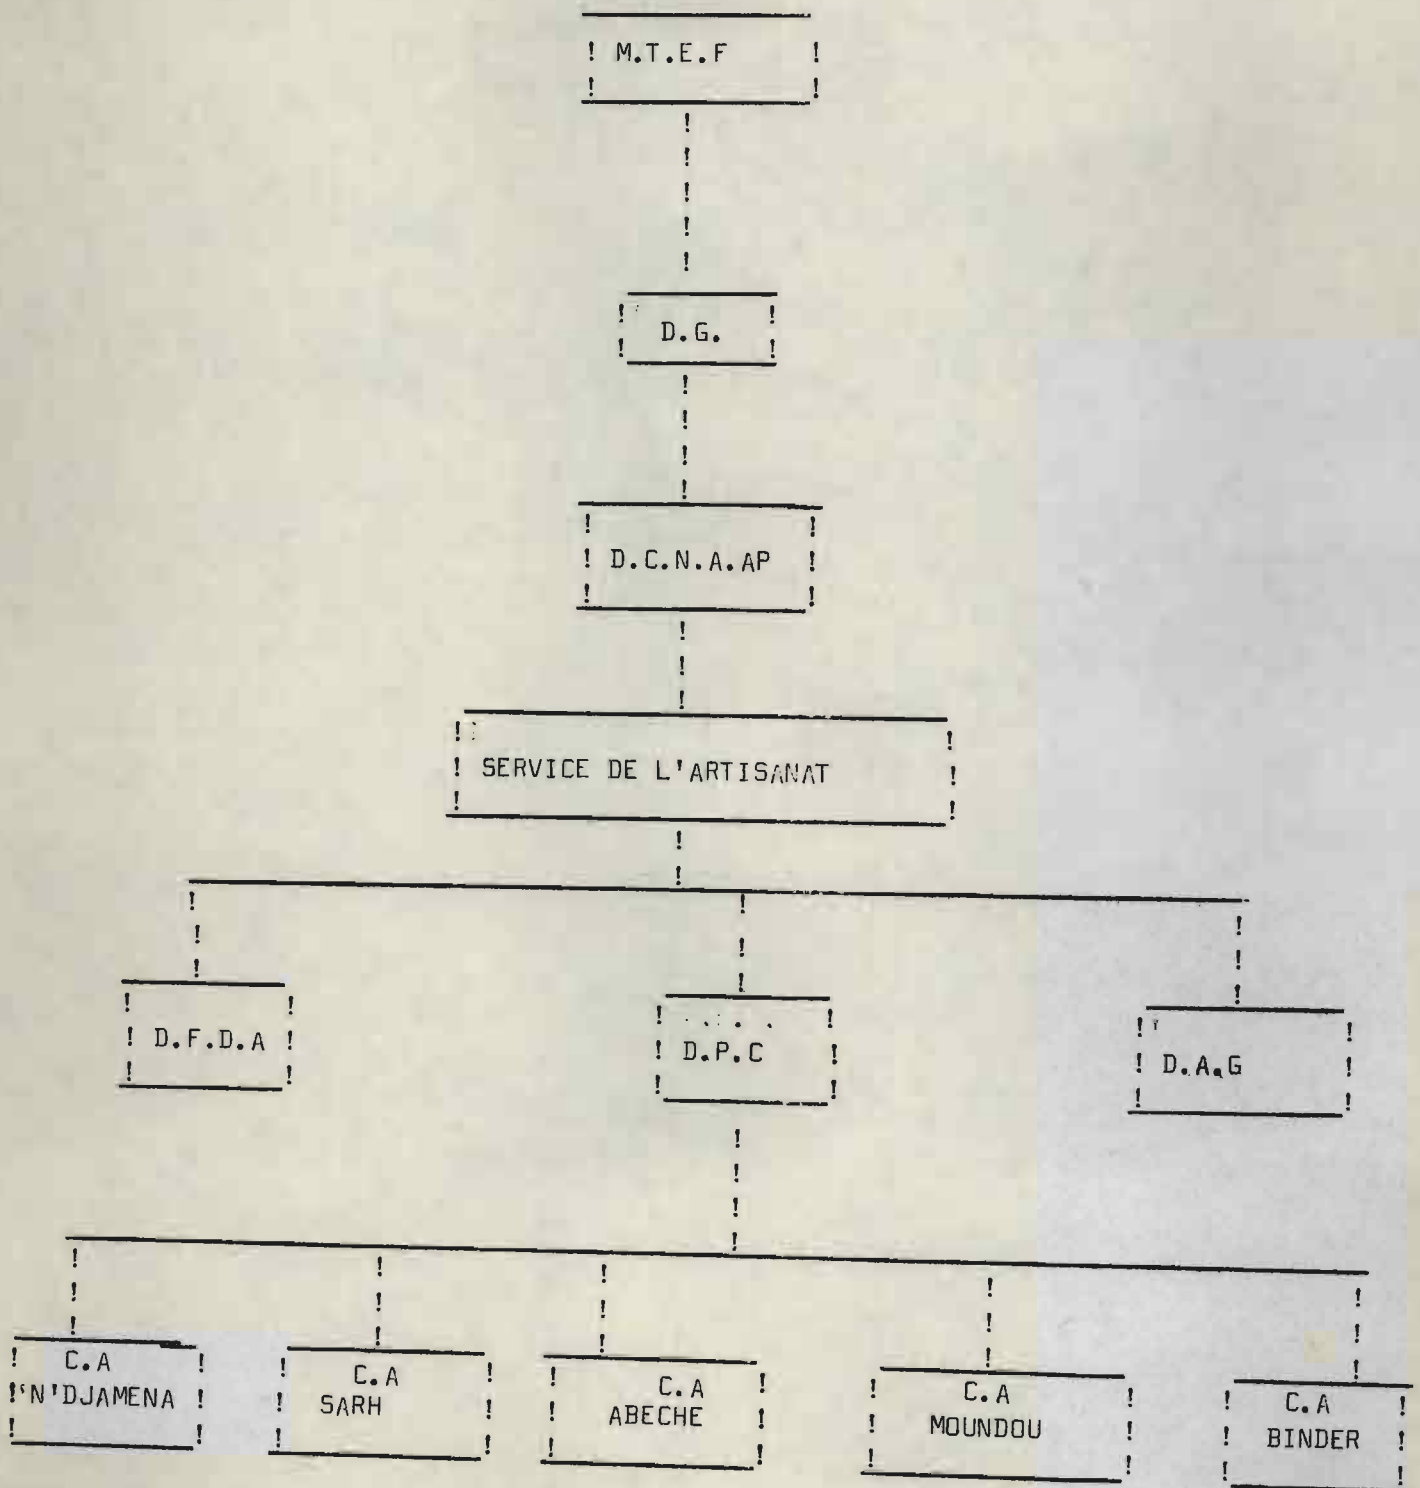 M.T.E.F
D.G.
D.C.N.A.AP
SERVICE DE L'ARTISANAT
D.F.D.A
D.P.C
D.A.G
C.A
N'DJAMENA
C.A
SARH
C.A
ABECHE
C.A
MOUNDOU
C.A
BINDER